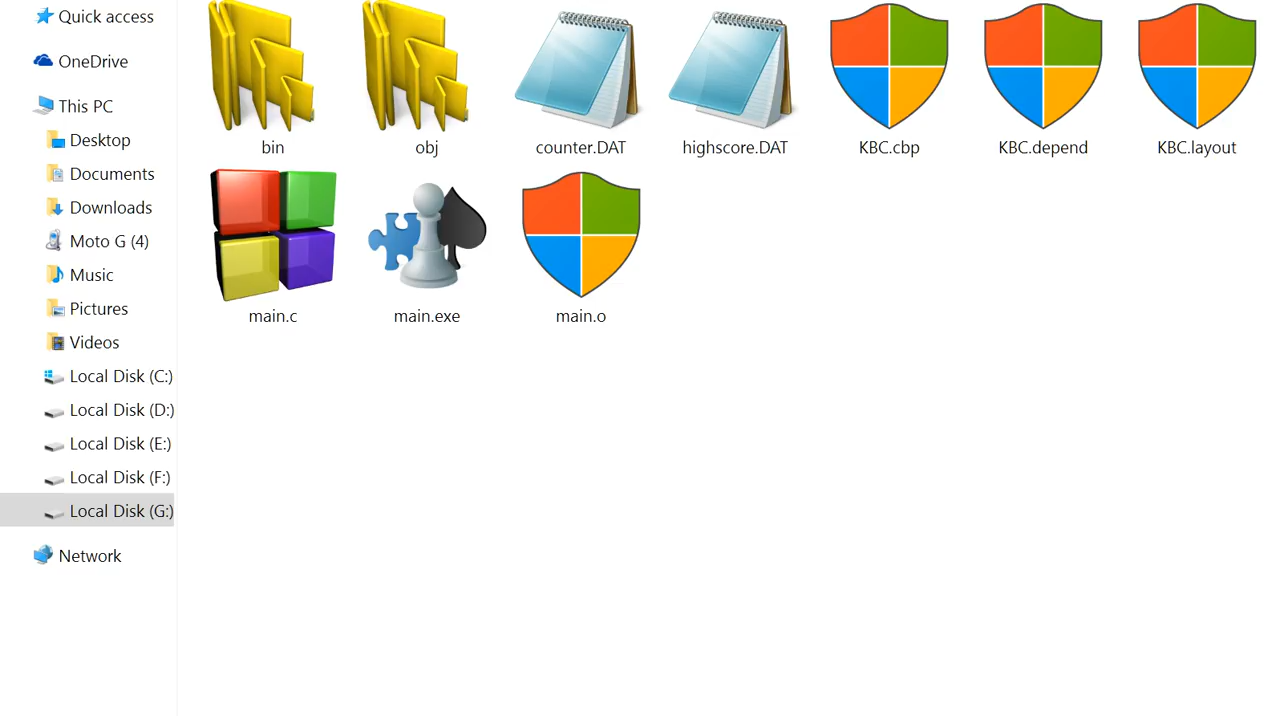 Quick access
OneDrive
This PC
Desktop
Documents
Downloads
Moto G (4)
Music
Pictures
Videos
Local Disk (C:)
Local Disk (D:)
Local Disk (E:)
Local Disk (F:)
Local Disk (G:)
Network
bin obj counter.DAT highscore.DAT KBC.cbp KBC.depend KBC.layout
main.c main.exe main.o